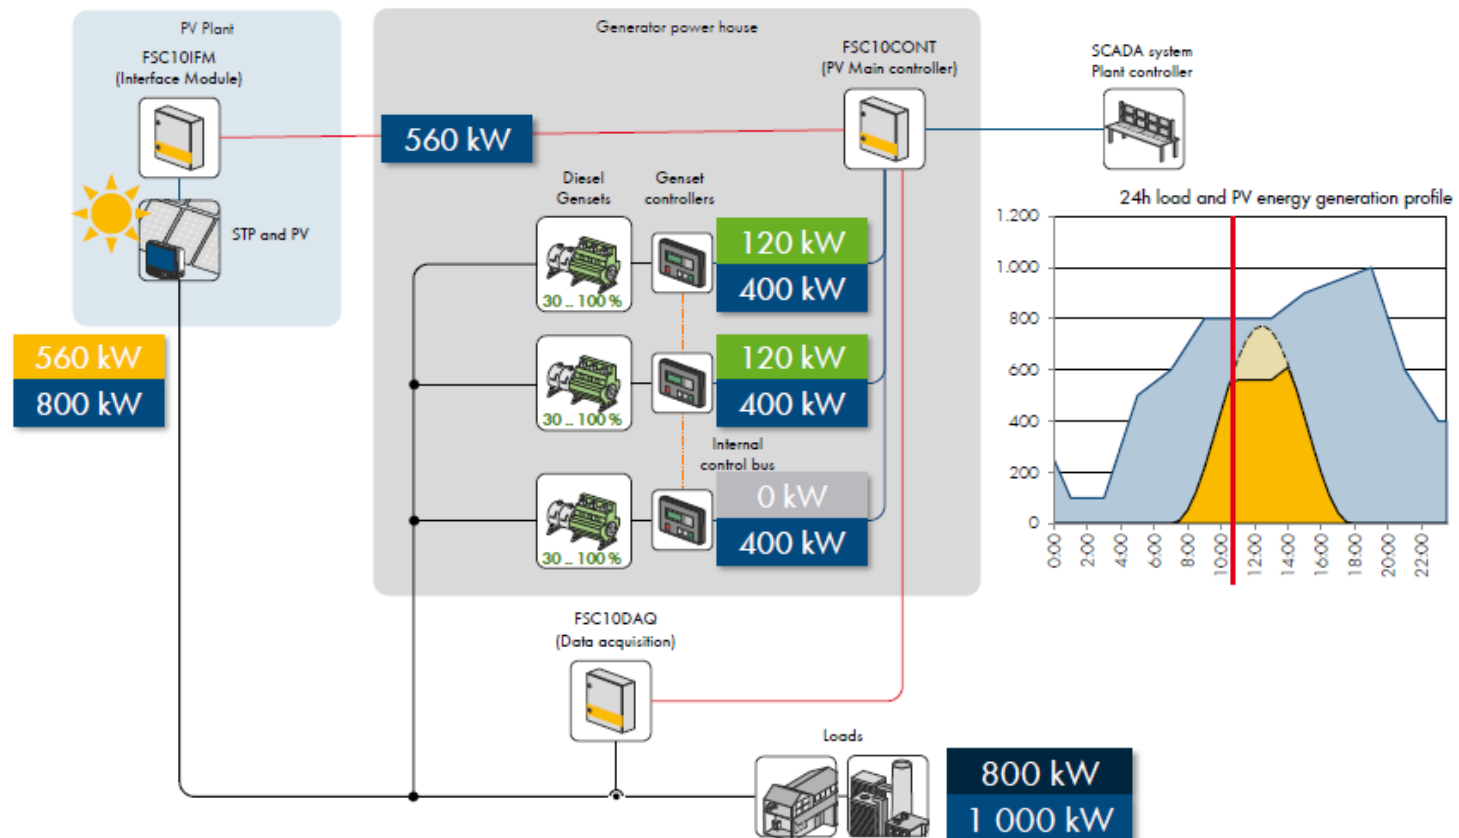 PV Plant
FSC10IFM
(Interface Module)
STP and PV
560 kW
800 kW
Generator power house
560 kW
FSC10CONT
(PV Main controller)
Diesel
Gensets
Genset
controllers
30 .. 100 %
120 kW
400 kW
30 .. 100 %
120 kW
400 kW
Internal
control bus
30 .. 100 %
0 kW
400 kW
SCADA system
Plant controller
24h load and PV energy generation profile
1.200
1.000
800
600
400
200
0
0:00
2:00
4:00
6:00
8:00
10:00
12:00
14:00
16:00
18:00
20:00
22:00
FSC10DAQ
(Data acquisition)
Loads
800 kW
1 000 kW